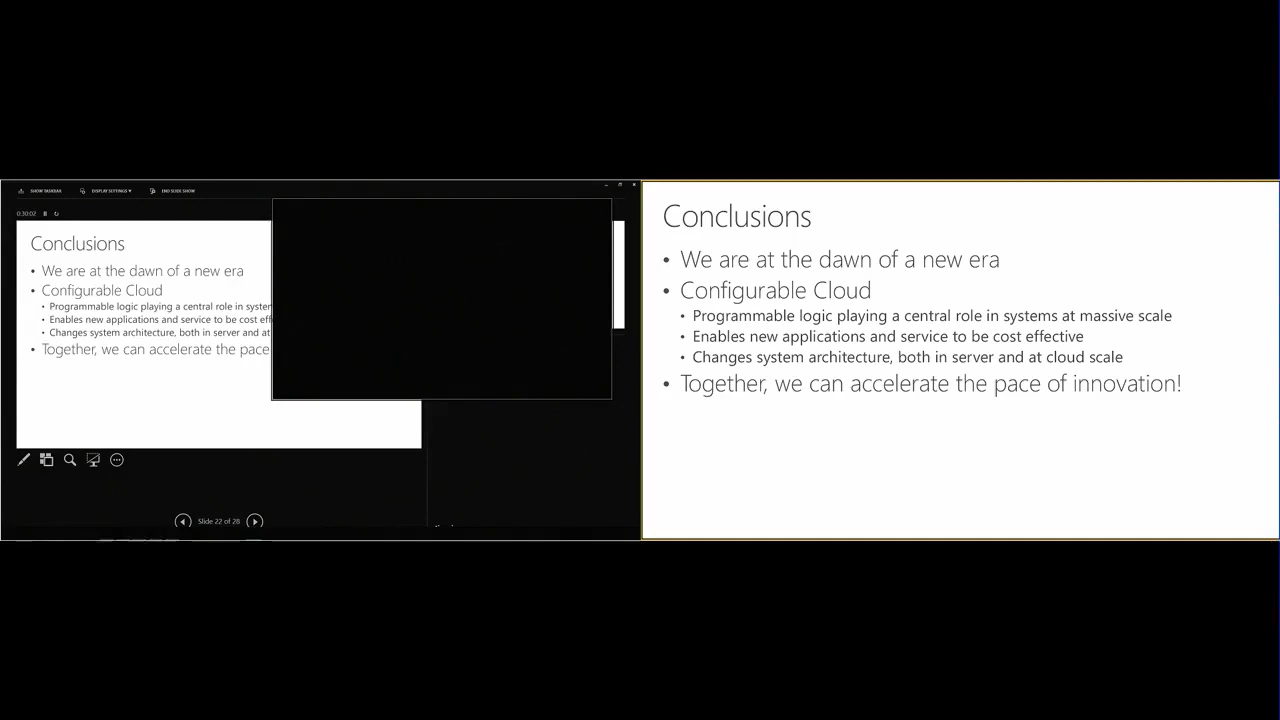 SHOW TASKBAR DISPLAY SETTINGS ▾ END SLIDE SHOW
0:30:02
Conclusions
• We are at the dawn of a new era
• Configurable Cloud
• Programmable logic playing a central role in system
• Enables new applications and service to be cost eff
• Changes system architecture, both in server and at
• Together, we can accelerate the pace
Slide 22 of 28
Conclusions
• We are at the dawn of a new era
• Configurable Cloud
• Programmable logic playing a central role in systems at massive scale
• Enables new applications and service to be cost effective
• Changes system architecture, both in server and at cloud scale
• Together, we can accelerate the pace of innovation!